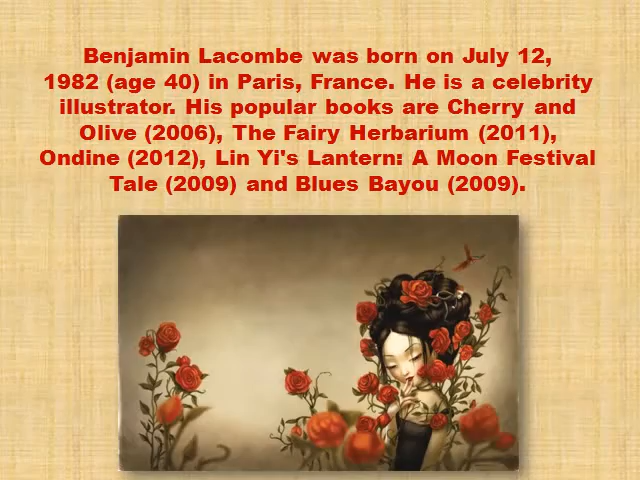 Benjamin Lacombe was born on July 12,
1982 (age 40) in Paris, France. He is a celebrity
illustrator. His popular books are Cherry and
Olive (2006), The Fairy Herbarium (2011),
Ondine (2012), Lin Yi's Lantern: A Moon Festival
Tale (2009) and Blues Bayou (2009).